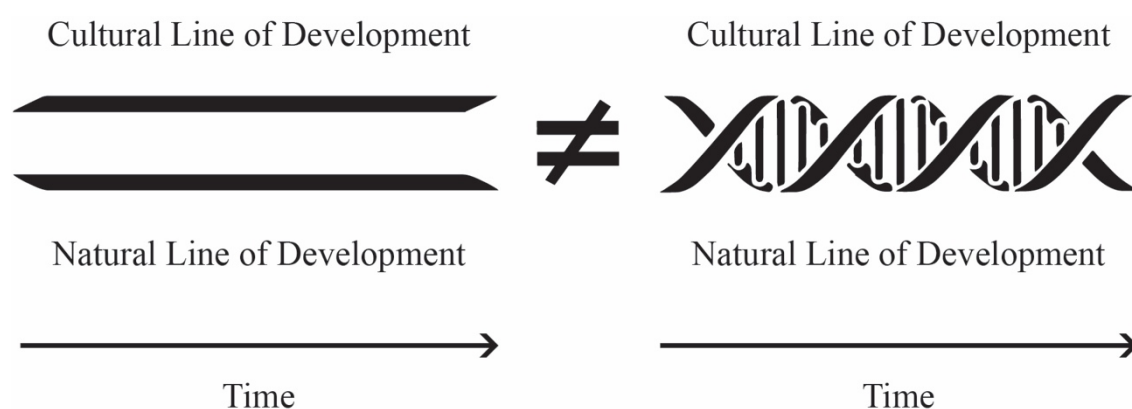 Cultural Line of Development
Cultural Line of Development
≠
Natural Line of Development
Natural Line of Development
Time
Time